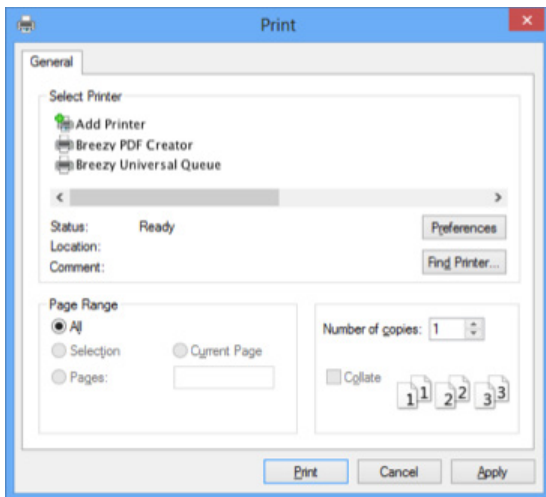 Print
General
Select Printer
Add Printer
Breezy PDF Creator
Breezy Universal Queue
Status: Ready
Location:
Comment:
Preferences
Find Printer...
Page Range
All
Selection Current Page
Pages:
Number of copies: 1
Collate
1 1 2 2 3 3
Print Cancel Apply